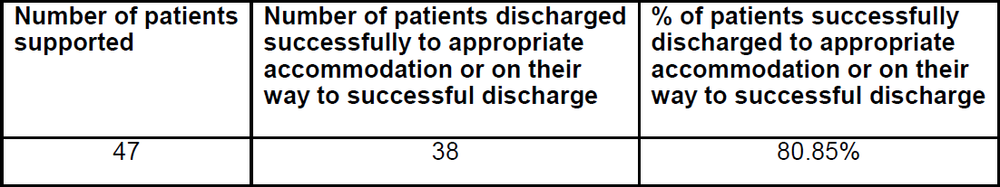 Number of patients
supported
Number of patients discharged
successfully to appropriate
accommodation or on their
way to successful discharge
% of patients successfully
discharged to appropriate
accommodation or on their
way to successful discharge
47
38
80.85%